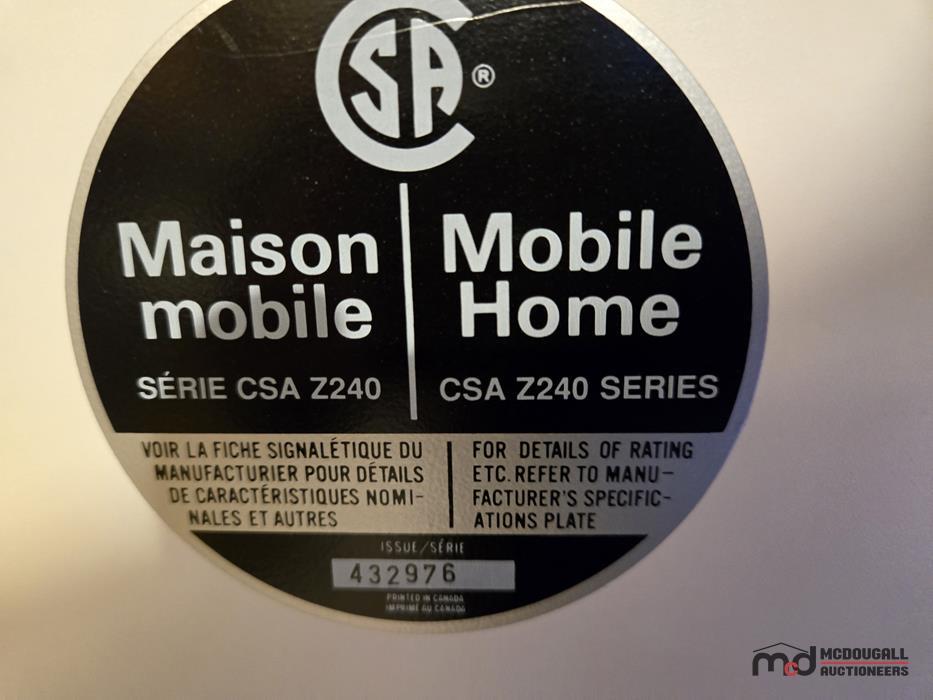 CSA®
Maison
mobile
SÉRIE CSA Z240
Mobile
Home
CSA Z240 SERIES
VOIR LA FICHE SIGNALÉTIQUE DU
MANUFACTURIER POUR DÉTAILS
DE CARACTÉRISTIQUES NOMI-
NALES ET AUTRES
FOR DETAILS OF RATING
ETC. REFER TO MANU-
FACTURER'S SPECIFIC-
ATIONS PLATE
ISSUE/SÉRIE
432976
PRINTED IN CANADA
IMPRIMÉ AU CANADA
mcd MCDOUGALL
AUCTIONEERS